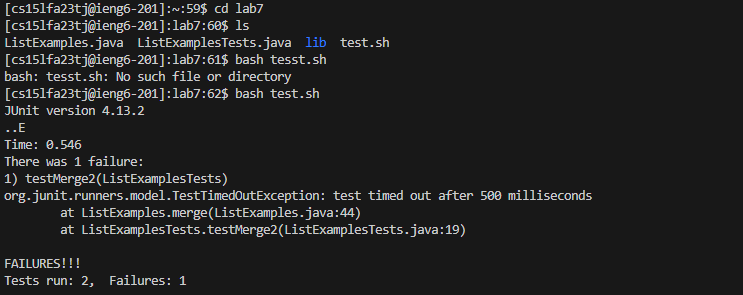 [cs15lfa23tj@ieng6-201]:~:59$ cd lab7
[cs15lfa23tj@ieng6-201]:lab7:60$ ls
ListExamples.java  ListExamplesTests.java  lib  test.sh
[cs15lfa23tj@ieng6-201]:lab7:61$ bash tesst.sh
bash: tesst.sh: No such file or directory
[cs15lfa23tj@ieng6-201]:lab7:62$ bash test.sh
JUnit version 4.13.2
..E
Time: 0.546
There was 1 failure:
1) testMerge2(ListExamplesTests)
org.junit.runners.model.TestTimedOutException: test timed out after 500 milliseconds
        at ListExamples.merge(ListExamples.java:44)
        at ListExamplesTests.testMerge2(ListExamplesTests.java:19)

FAILURES!!!
Tests run: 2,  Failures: 1